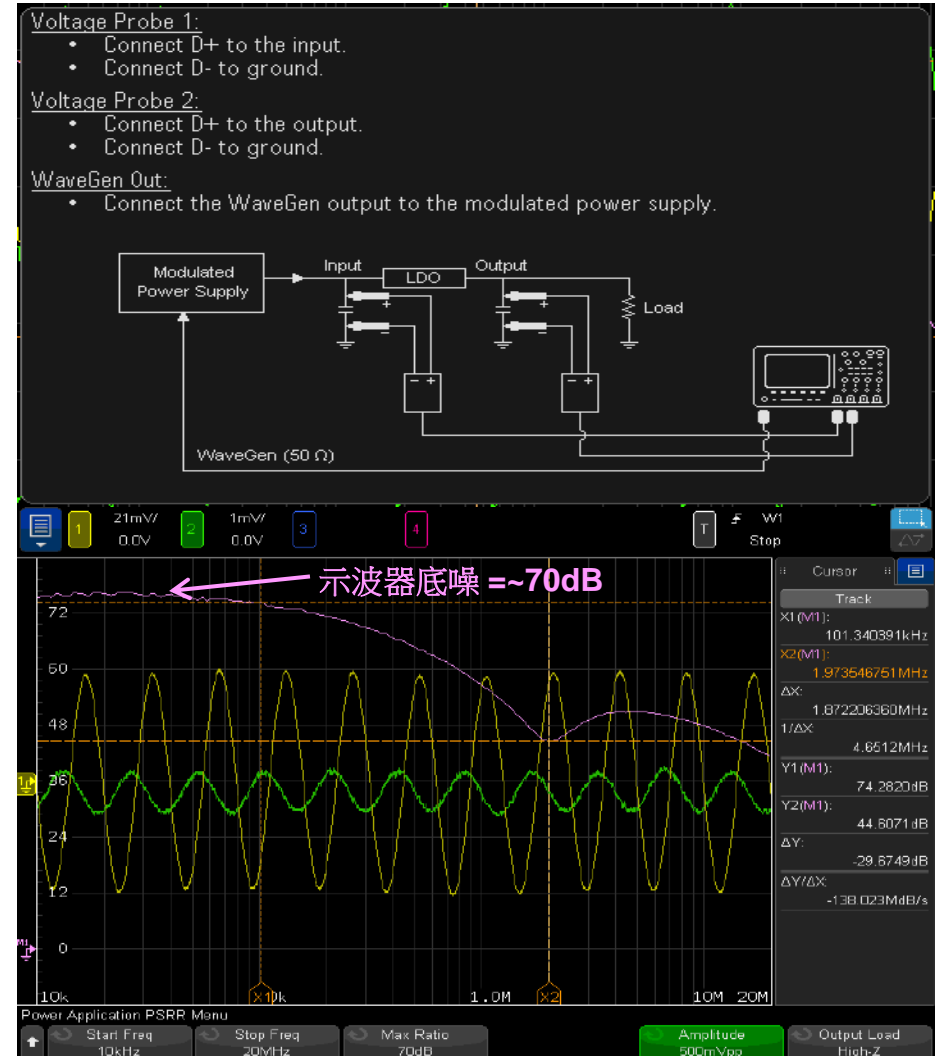 Voltage Probe 1:
• Connect D+ to the input.
• Connect D- to ground.
Voltage Probe 2:
• Connect D+ to the output.
• Connect D- to ground.
WaveGen Out:
• Connect the WaveGen output to the modulated power supply.
Modulated
Power Supply
Input
LDO
Output
Load
+
−
+
−
− +
− +
WaveGen (50 Ω)
1
21mV/
0.0V
2
1mV/
0.0V
3
4
T
W1
Stop
示波器底噪 =~70dB
72
60
48
36
24
12
0
M1
10k
X1
0k
1.0M
X2
10M
20M
Cursor
Track
X1(M1):
101.340391kHz
X2(M1):
1.973546751MHz
ΔX:
1.872206360MHz
1/ΔX:
4.6512MHz
Y1(M1):
74.2820dB
Y2(M1):
44.6071dB
ΔY:
-29.6749dB
ΔY/ΔX:
-138.023MdB/s
Power Application PSRR Menu
Start Freq
10kHz
Stop Freq
20MHz
Max Ratio
70dB
Amplitude
500mVpp
Output Load
High-Z